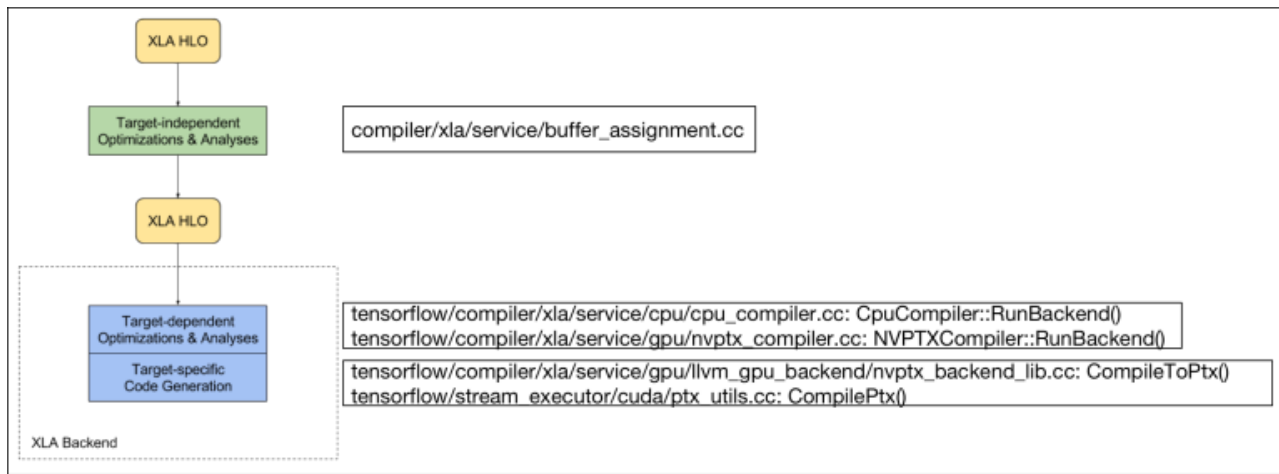 XLA HLO
Target-independent
Optimizations & Analyses
compiler/xla/service/buffer_assignment.cc
XLA HLO
Target-dependent
Optimizations & Analyses
tensorflow/compiler/xla/service/cpu/cpu_compiler.cc: CpuCompiler::RunBackend()
tensorflow/compiler/xla/service/gpu/nvptx_compiler.cc: NVPTXCompiler::RunBackend()
Target-specific
Code Generation
tensorflow/compiler/xla/service/gpu/llvm_gpu_backend/nvptx_backend_lib.cc: CompileToPtx()
tensorflow/stream_executor/cuda/ptx_utils.cc: CompilePtx()
XLA Backend